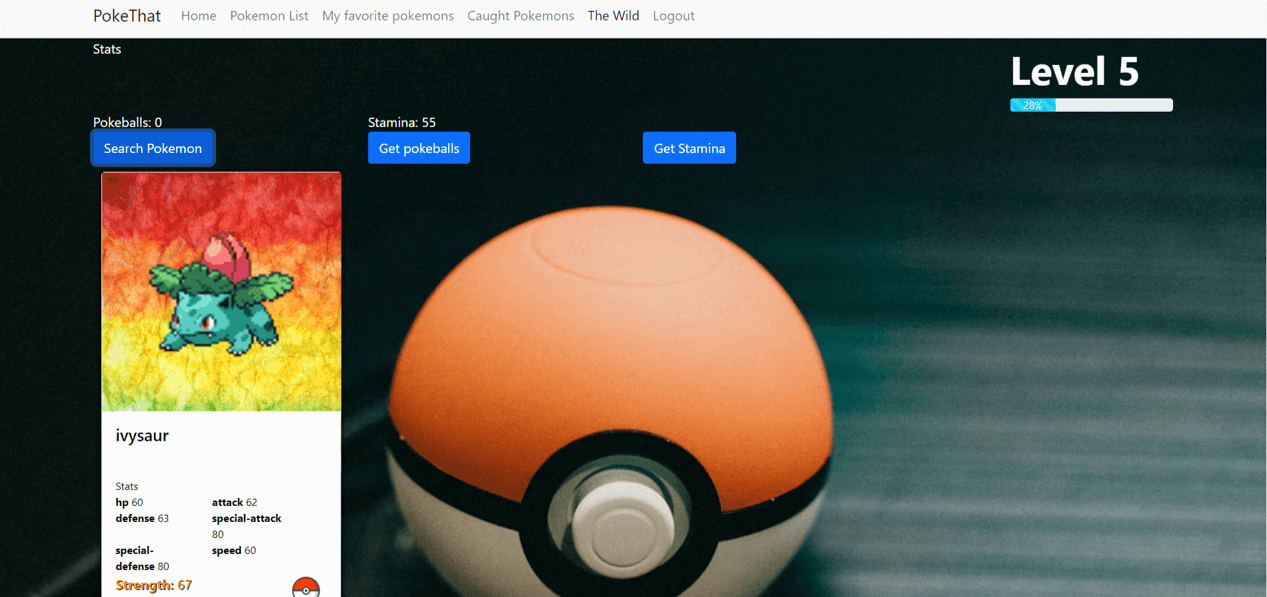 PokeThat Home Pokemon List My favorite pokemons Caught Pokemons The Wild Logout
Stats
Level 5
28%
Pokeballs: 0 Stamina: 55
Search Pokemon Get pokeballs Get Stamina
ivysaur
Stats
hp 60 attack 62
defense 63 special-attack
80
special- speed 60
defense 80
Strength: 67